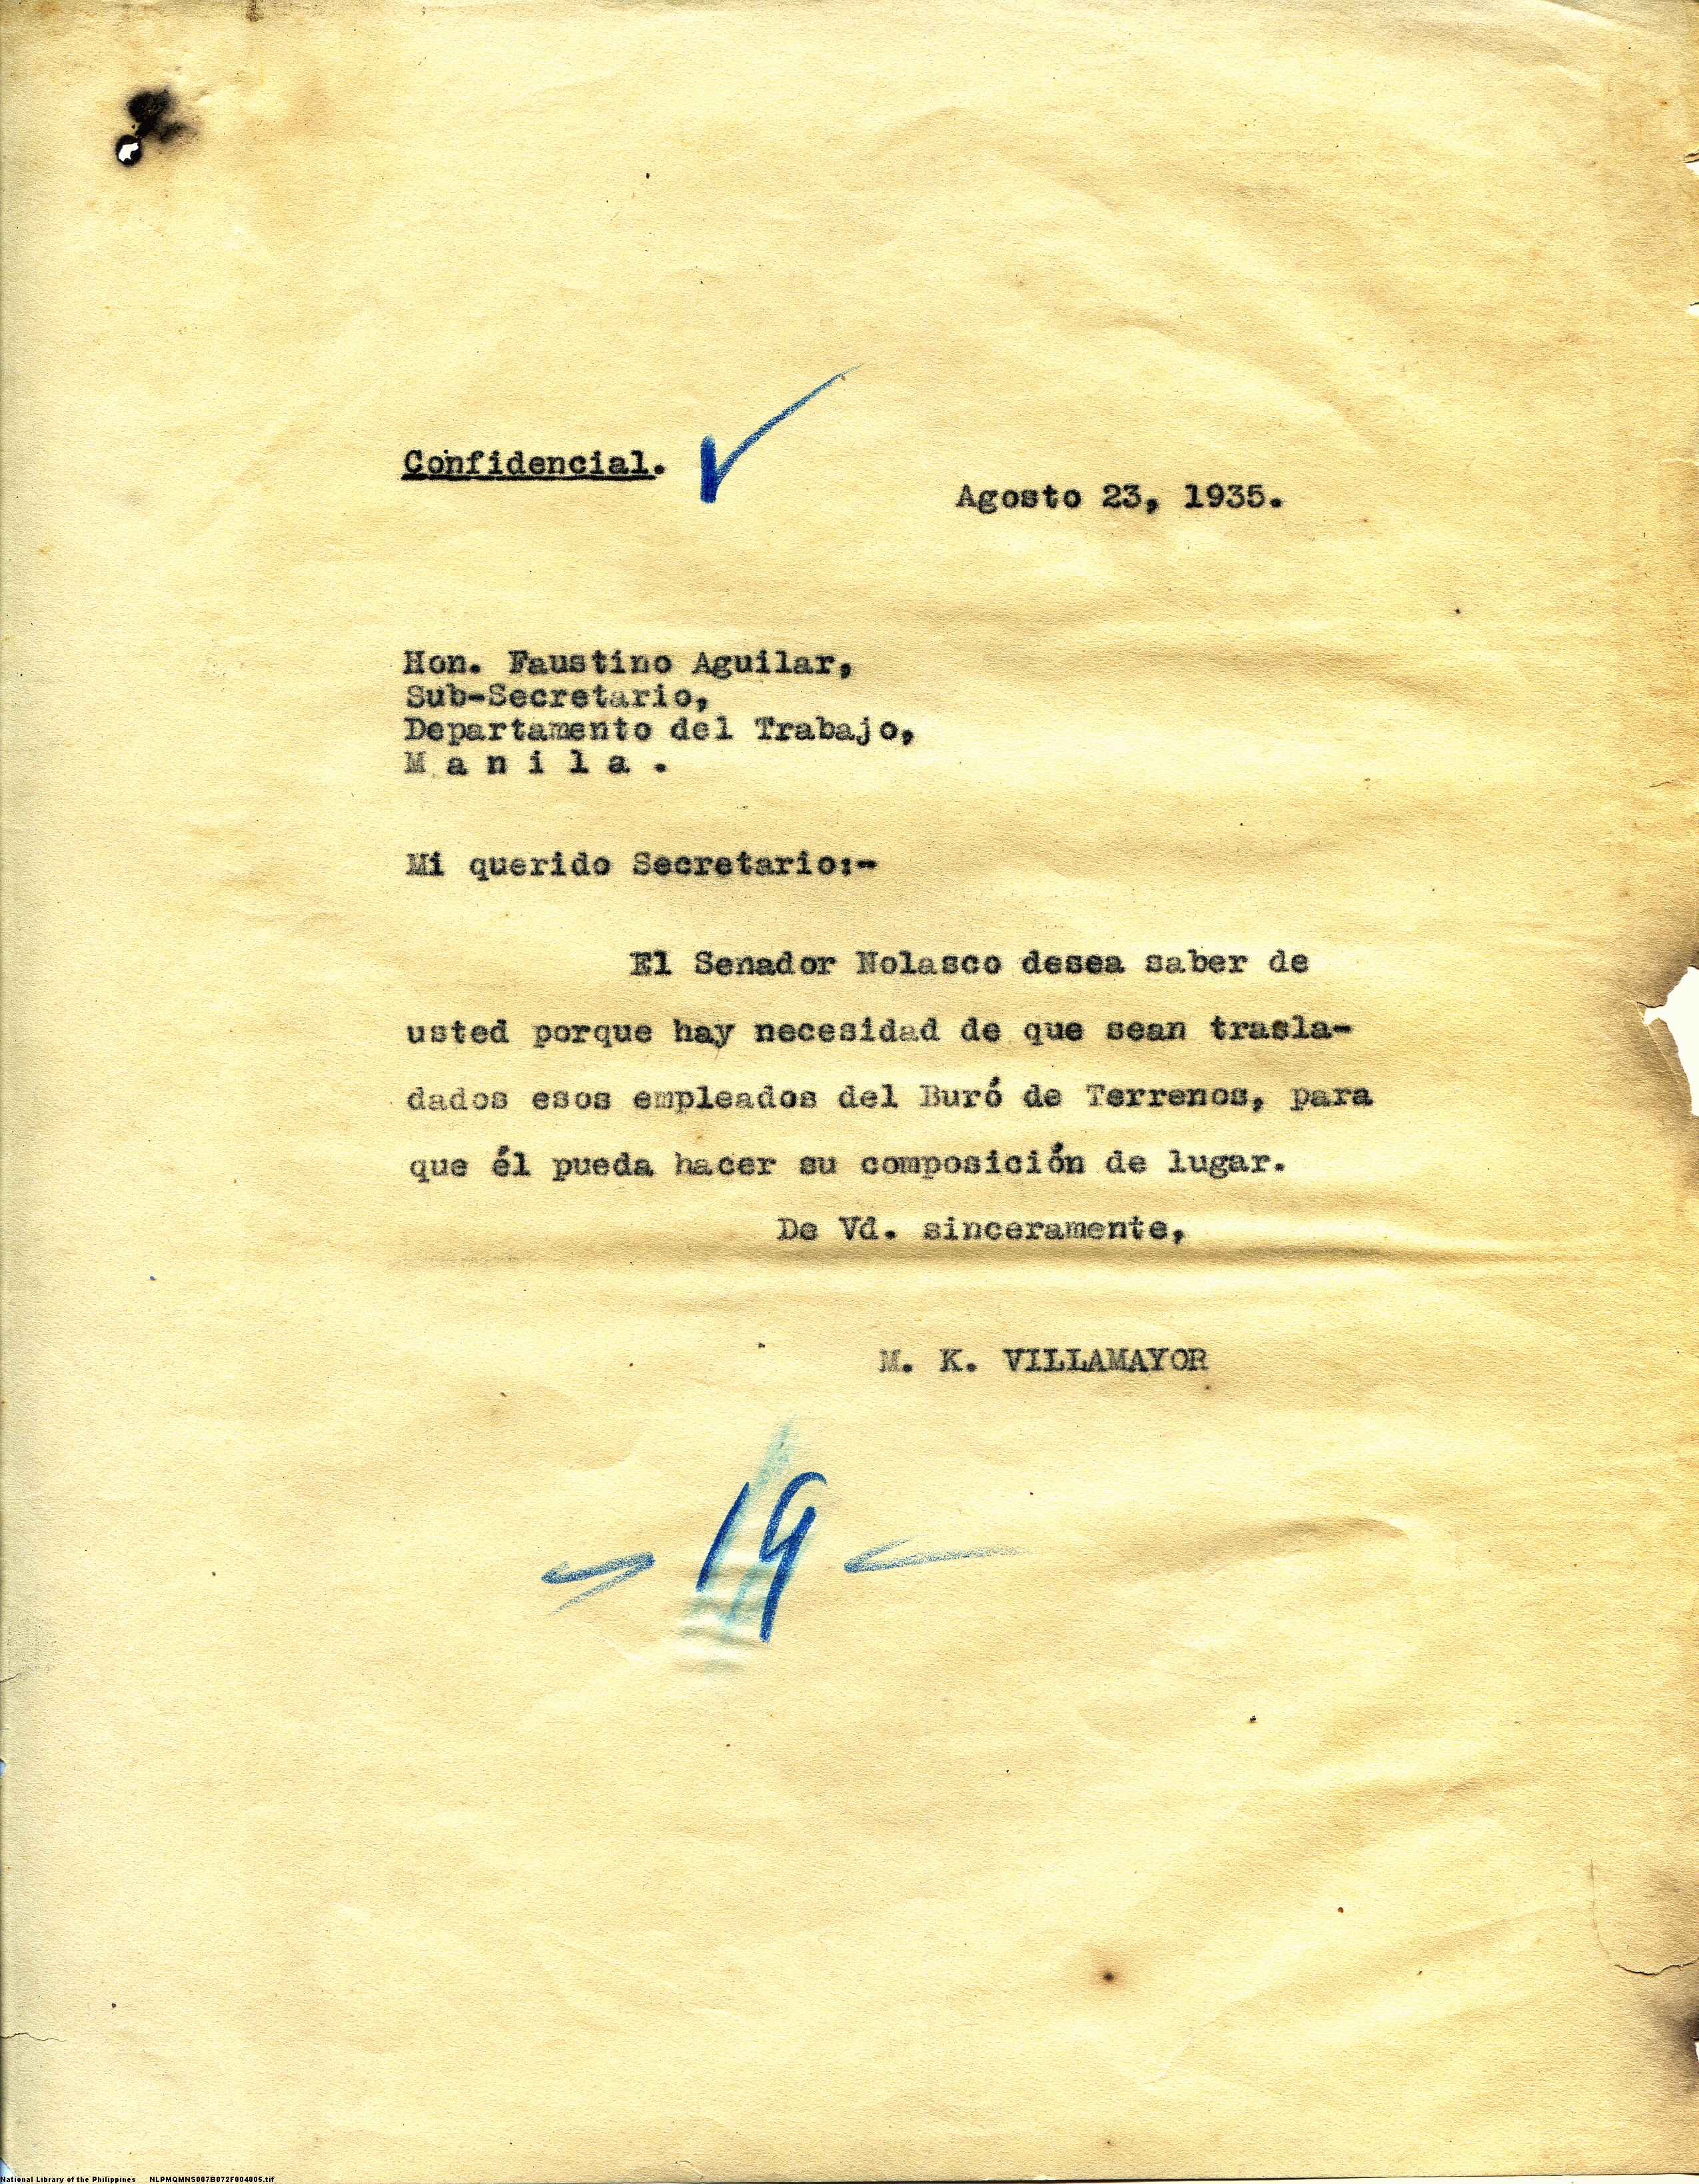 Confidencial.
Agosto 23, 1935.
Hon. Faustino Aguilar,
Sub-Secretario,
Departamento del Trabajo,
M a n i l a .
Mi querido Secretario:-
El Senador Nolasco desea saber de
usted porque hay necesidad de que sean trasla-
dados esos empleados del Buró de Terrenos, para
que él pueda hacer su composición de lugar.
De Vd. sinceramente,
M. K. VILLAMAYOR
- 19 -
National Library of the Philippines NLPMQMNS007B072F004005.tif